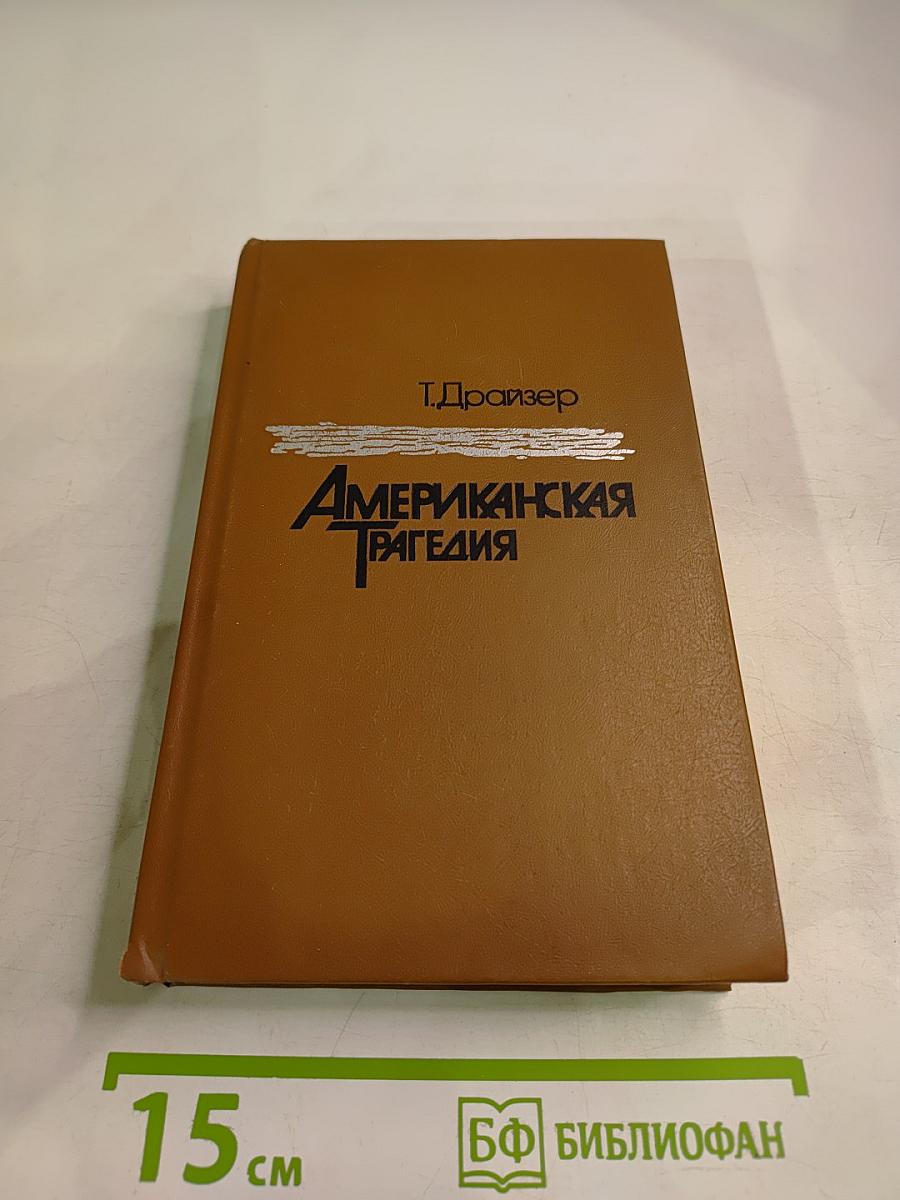 Т.Драйзер
Американская
Трагедия
15 см
БФ БИБЛИОФАН